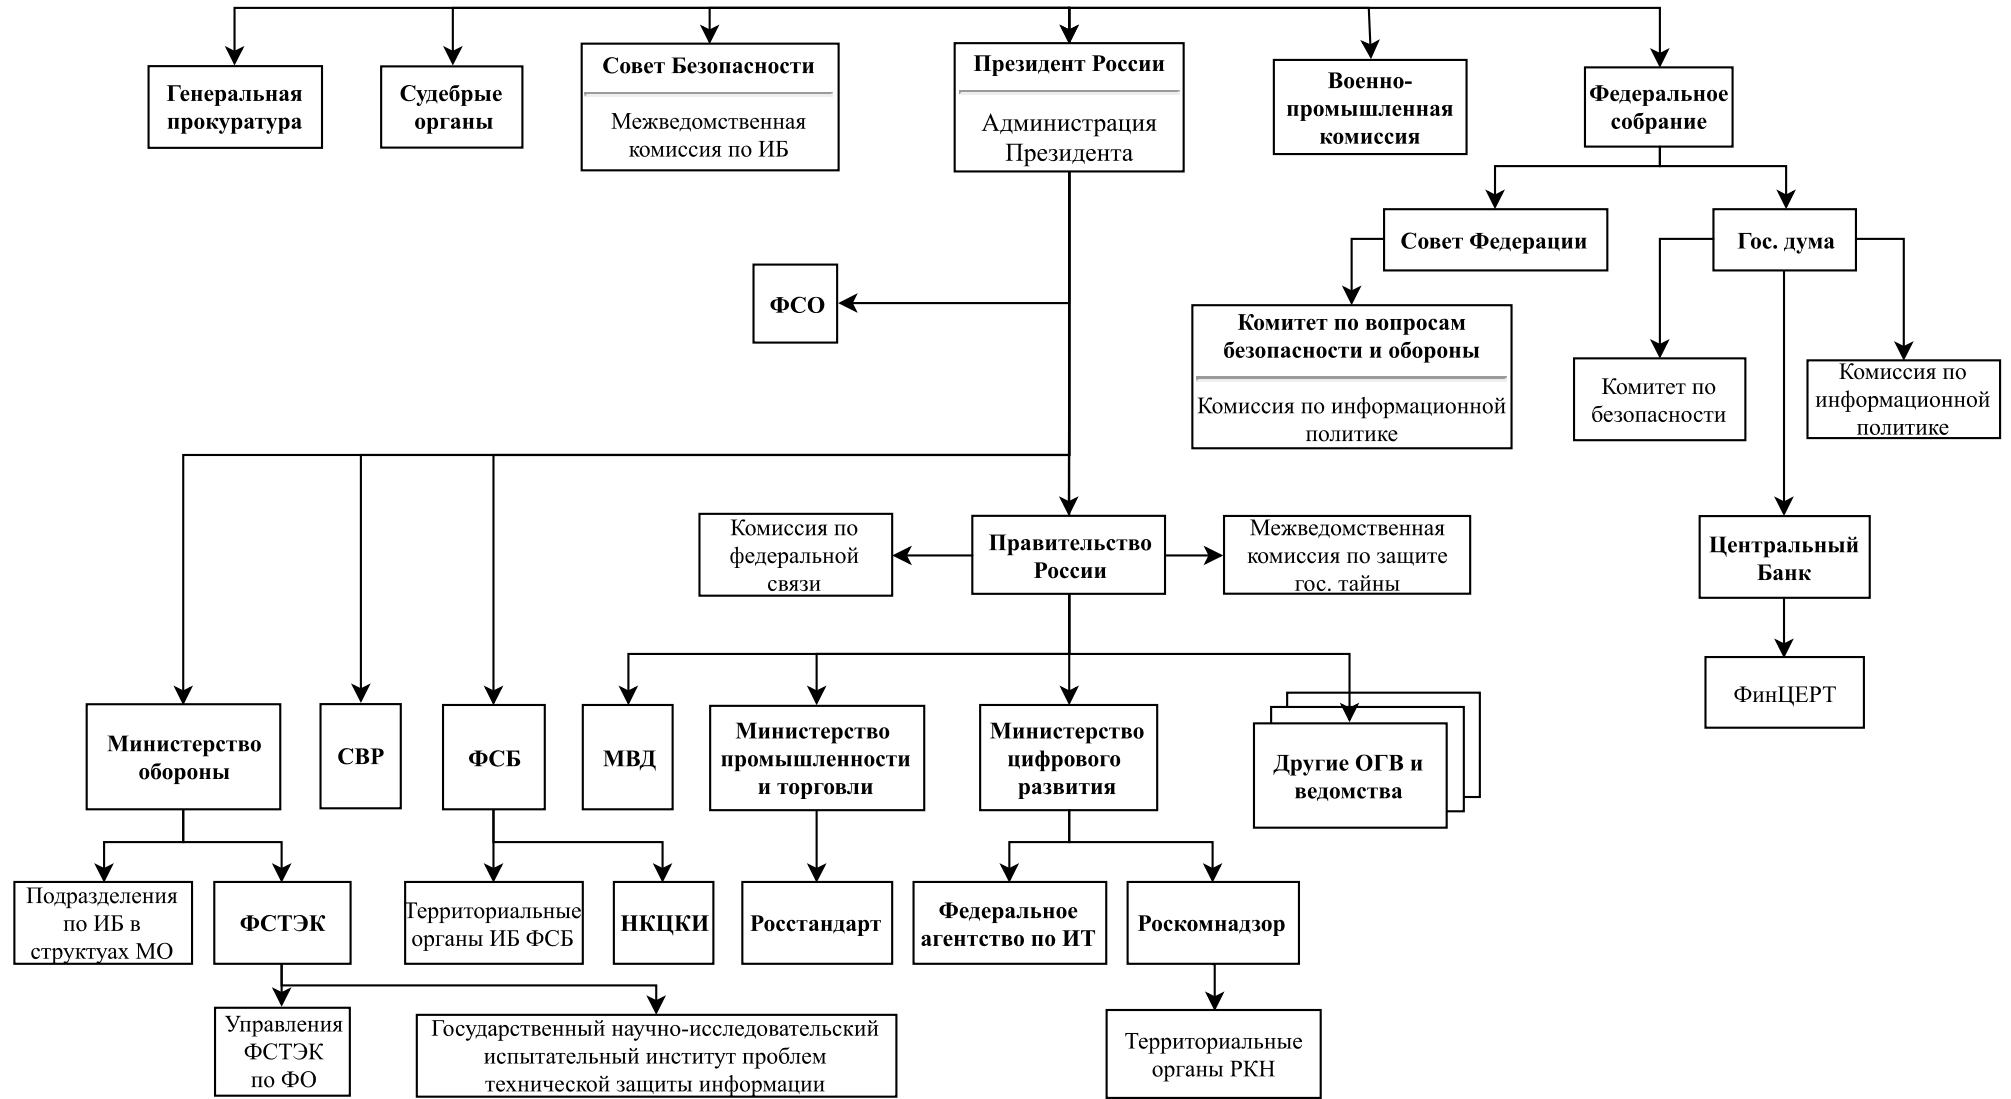 Генеральная
прокуратура
Судебрые
органы
Совет Безопасности
Межведомственная
комиссия по ИБ
Президент России
Администрация
Президента
Военно-
промышленная
комиссия
Федеральное
собрание
Совет Федерации
Гос. дума
ФСО
Комитет по вопросам
безопасности и обороны
Комиссия по информационной
политике
Комитет по
безопасности
Комиссия по
информационной
политике
Комиссия по
федеральной
связи
Правительство
России
Межведомственная
комиссия по защите
гос. тайны
Центральный
Банк
ФинЦЕРТ
Министерство
обороны
СВР
ФСБ
МВД
Министерство
промышленности
и торговли
Министерство
цифрового
развития
Другие ОГВ и
ведомства
Подразделения
по ИБ в
структуах МО
ФСТЭК
Территориальные
органы ИБ ФСБ
НКЦКИ
Росстандарт
Федеральное
агентство по ИТ
Роскомнадзор
Управления
ФСТЭК
по ФО
Государственный научно-исследовательский
испытательный институт проблем
технической защиты информации
Территориальные
органы РКН